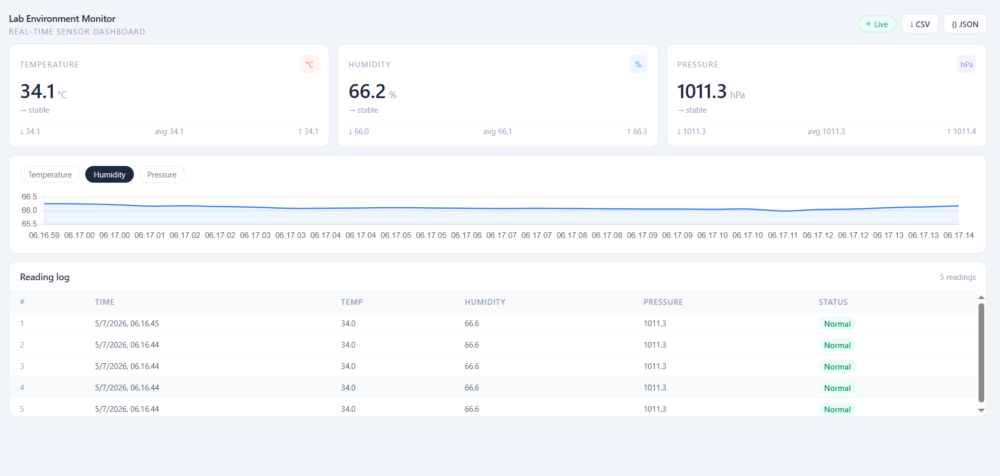 Lab Environment Monitor
REAL-TIME SENSOR DASHBOARD
Live
↓ CSV
{} JSON
TEMPERATURE
°C
34.1 °C
→ stable
↓ 34.1
avg 34.1
↑ 34.1
HUMIDITY
%
66.2 %
→ stable
↓ 66.0
avg 66.1
↑ 66.3
PRESSURE
hPa
1011.3 hPa
→ stable
↓ 1011.3
avg 1011.3
↑ 1011.4
Temperature
Humidity
Pressure
66.5
66.0
65.5
06.16.59 06.17.00 06.17.00 06.17.01 06.17.02 06.17.02 06.17.03 06.17.03 06.17.04 06.17.04 06.17.05 06.17.05 06.17.06 06.17.07 06.17.07 06.17.08 06.17.08 06.17.09 06.17.09 06.17.10 06.17.10 06.17.11 06.17.12 06.17.12 06.17.13 06.17.13 06.17.14
Reading log
5 readings
# TIME TEMP HUMIDITY PRESSURE STATUS
1 5/7/2026, 06.16.45 34.0 66.6 1011.3 Normal
2 5/7/2026, 06.16.44 34.0 66.6 1011.3 Normal
3 5/7/2026, 06.16.44 34.0 66.6 1011.3 Normal
4 5/7/2026, 06.16.44 34.0 66.6 1011.3 Normal
5 5/7/2026, 06.16.44 34.0 66.6 1011.3 Normal